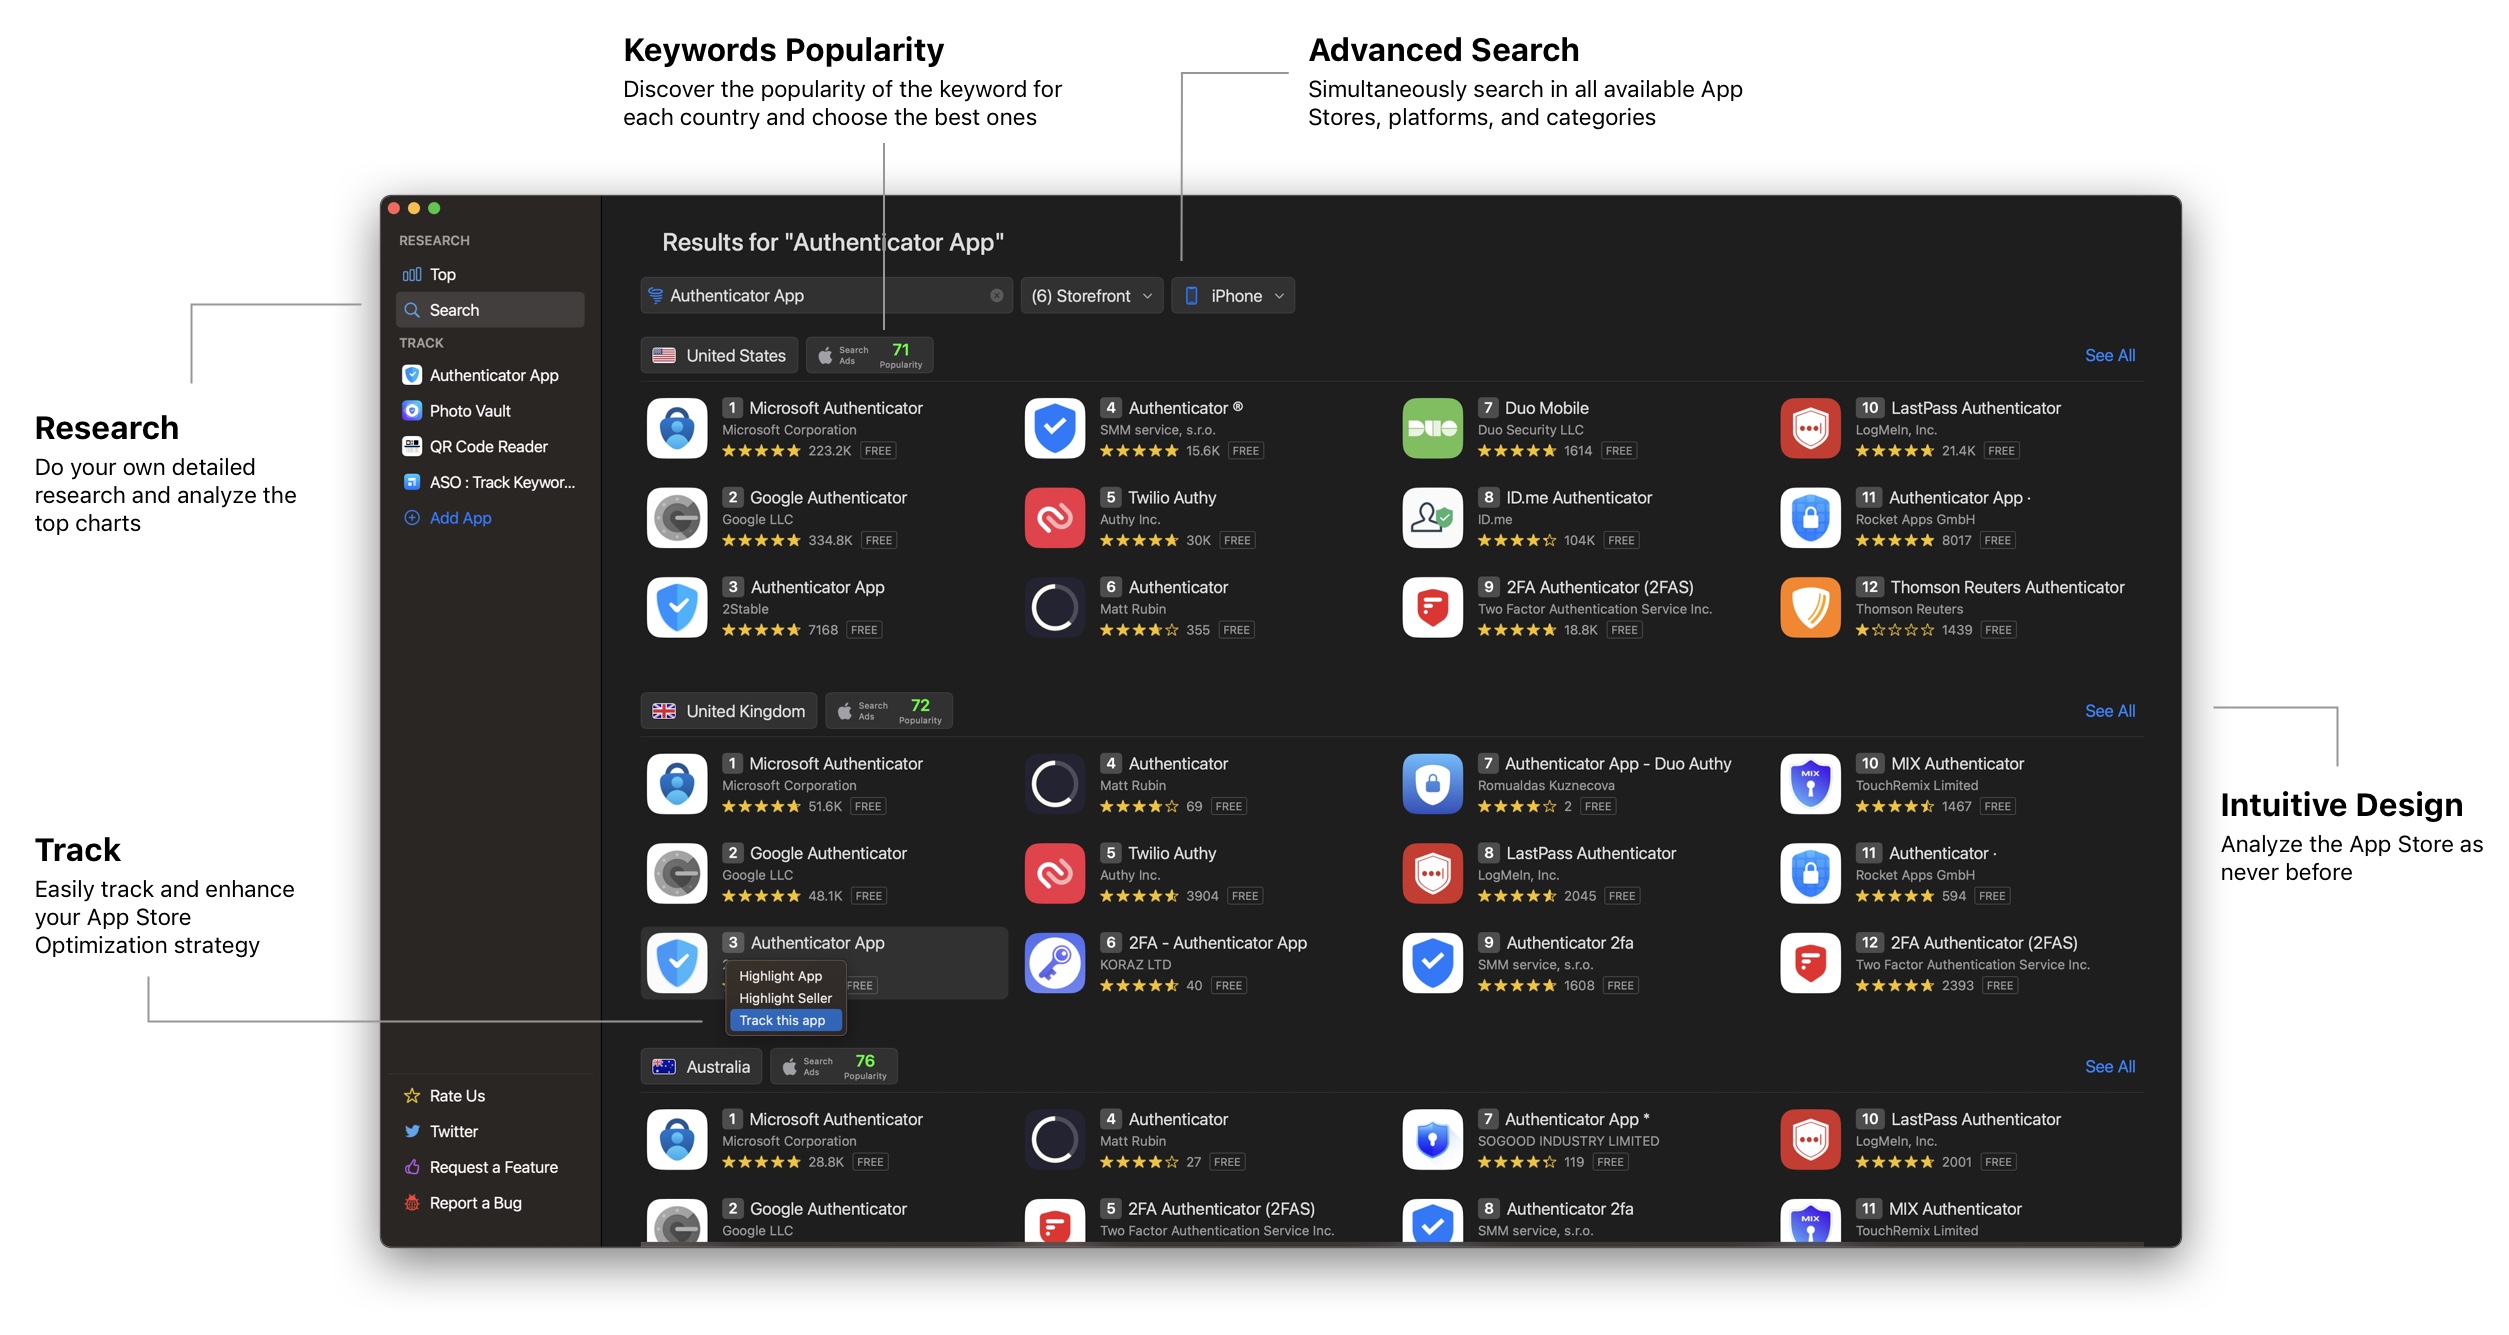 Keywords Popularity
Discover the popularity of the keyword for
each country and choose the best ones
Advanced Search
Simultaneously search in all available App
Stores, platforms, and categories
Research
Do your own detailed
research and analyze the
top charts
Track
Easily track and enhance
your App Store
Optimization strategy
Intuitive Design
Analyze the App Store as
never before
RESEARCH
Top
Search
TRACK
Authenticator App
Photo Vault
QR Code Reader
ASO : Track Keywor...
Add App
Rate Us
Twitter
Request a Feature
Report a Bug
Results for "Authenticator App"
Authenticator App
(6) Storefront
iPhone
United States
Search Ads
71
Popularity
See All
1 Microsoft Authenticator
Microsoft Corporation
223.2K FREE
2 Google Authenticator
Google LLC
334.8K FREE
3 Authenticator App
2Stable
7168 FREE
4 Authenticator ®
SMM service, s.r.o.
15.6K FREE
5 Twilio Authy
Authy Inc.
30K FREE
6 Authenticator
Matt Rubin
355 FREE
DUO
7 Duo Mobile
Duo Security LLC
1614 FREE
8 ID.me Authenticator
ID.me
104K FREE
9 2FA Authenticator (2FAS)
Two Factor Authentication Service Inc.
18.8K FREE
10 LastPass Authenticator
LogMeIn, Inc.
21.4K FREE
11 Authenticator App ·
Rocket Apps GmbH
8017 FREE
12 Thomson Reuters Authenticator
Thomson Reuters
1439 FREE
United Kingdom
Search Ads
72
Popularity
See All
1 Microsoft Authenticator
Microsoft Corporation
51.6K FREE
2 Google Authenticator
Google LLC
48.1K FREE
3 Authenticator App
FREE
Highlight App
Highlight Seller
Track this app
4 Authenticator
Matt Rubin
69 FREE
5 Twilio Authy
Authy Inc.
3904 FREE
6 2FA - Authenticator App
KORAZ LTD
40 FREE
7 Authenticator App - Duo Authy
Romualdas Kuznecova
2 FREE
8 LastPass Authenticator
LogMeIn, Inc.
2045 FREE
9 Authenticator 2fa
SMM service, s.r.o.
1608 FREE
MIX
10 MIX Authenticator
TouchRemix Limited
1467 FREE
11 Authenticator ·
Rocket Apps GmbH
594 FREE
12 2FA Authenticator (2FAS)
Two Factor Authentication Service Inc.
2393 FREE
Australia
Search Ads
76
Popularity
See All
1 Microsoft Authenticator
Microsoft Corporation
28.8K FREE
2 Google Authenticator
Google LLC
4 Authenticator
Matt Rubin
27 FREE
5 2FA Authenticator (2FAS)
Two Factor Authentication Service Inc.
7 Authenticator App *
SOGOOD INDUSTRY LIMITED
119 FREE
8 Authenticator 2fa
SMM service, s.r.o.
10 LastPass Authenticator
LogMeIn, Inc.
2001 FREE
MIX
11 MIX Authenticator
TouchRemix Limited